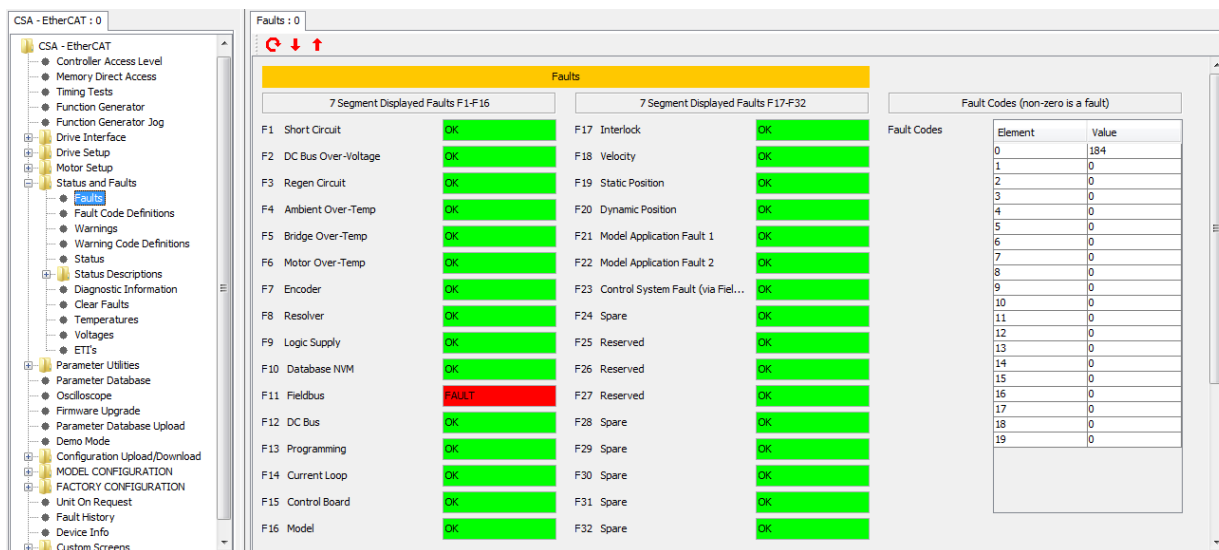 CSA - EtherCAT : 0
CSA - EtherCAT
Controller Access Level
Memory Direct Access
Timing Tests
Function Generator
Function Generator Jog
Drive Interface
Drive Setup
Motor Setup
Status and Faults
Faults
Fault Code Definitions
Warnings
Warning Code Definitions
Status
Status Descriptions
Diagnostic Information
Clear Faults
Temperatures
Voltages
ETI's
Parameter Utilities
Parameter Database
Oscilloscope
Firmware Upgrade
Parameter Database Upload
Demo Mode
Configuration Upload/Download
MODEL CONFIGURATION
FACTORY CONFIGURATION
Unit On Request
Fault History
Device Info
Custom Screens
Faults : 0
Faults
7 Segment Displayed Faults F1-F16
F1 Short Circuit OK
F2 DC Bus Over-Voltage OK
F3 Regen Circuit OK
F4 Ambient Over-Temp OK
F5 Bridge Over-Temp OK
F6 Motor Over-Temp OK
F7 Encoder OK
F8 Resolver OK
F9 Logic Supply OK
F10 Database NVM OK
F11 Fieldbus FAULT
F12 DC Bus OK
F13 Programming OK
F14 Current Loop OK
F15 Control Board OK
F16 Model OK
7 Segment Displayed Faults F17-F32
F17 Interlock OK
F18 Velocity OK
F19 Static Position OK
F20 Dynamic Position OK
F21 Model Application Fault 1 OK
F22 Model Application Fault 2 OK
F23 Control System Fault (via Fiel... OK
F24 Spare OK
F25 Reserved OK
F26 Reserved OK
F27 Reserved OK
F28 Spare OK
F29 Spare OK
F30 Spare OK
F31 Spare OK
F32 Spare OK
Fault Codes (non-zero is a fault)
Fault Codes
Element Value
0 184
1 0
2 0
3 0
4 0
5 0
6 0
7 0
8 0
9 0
10 0
11 0
12 0
13 0
14 0
15 0
16 0
17 0
18 0
19 0